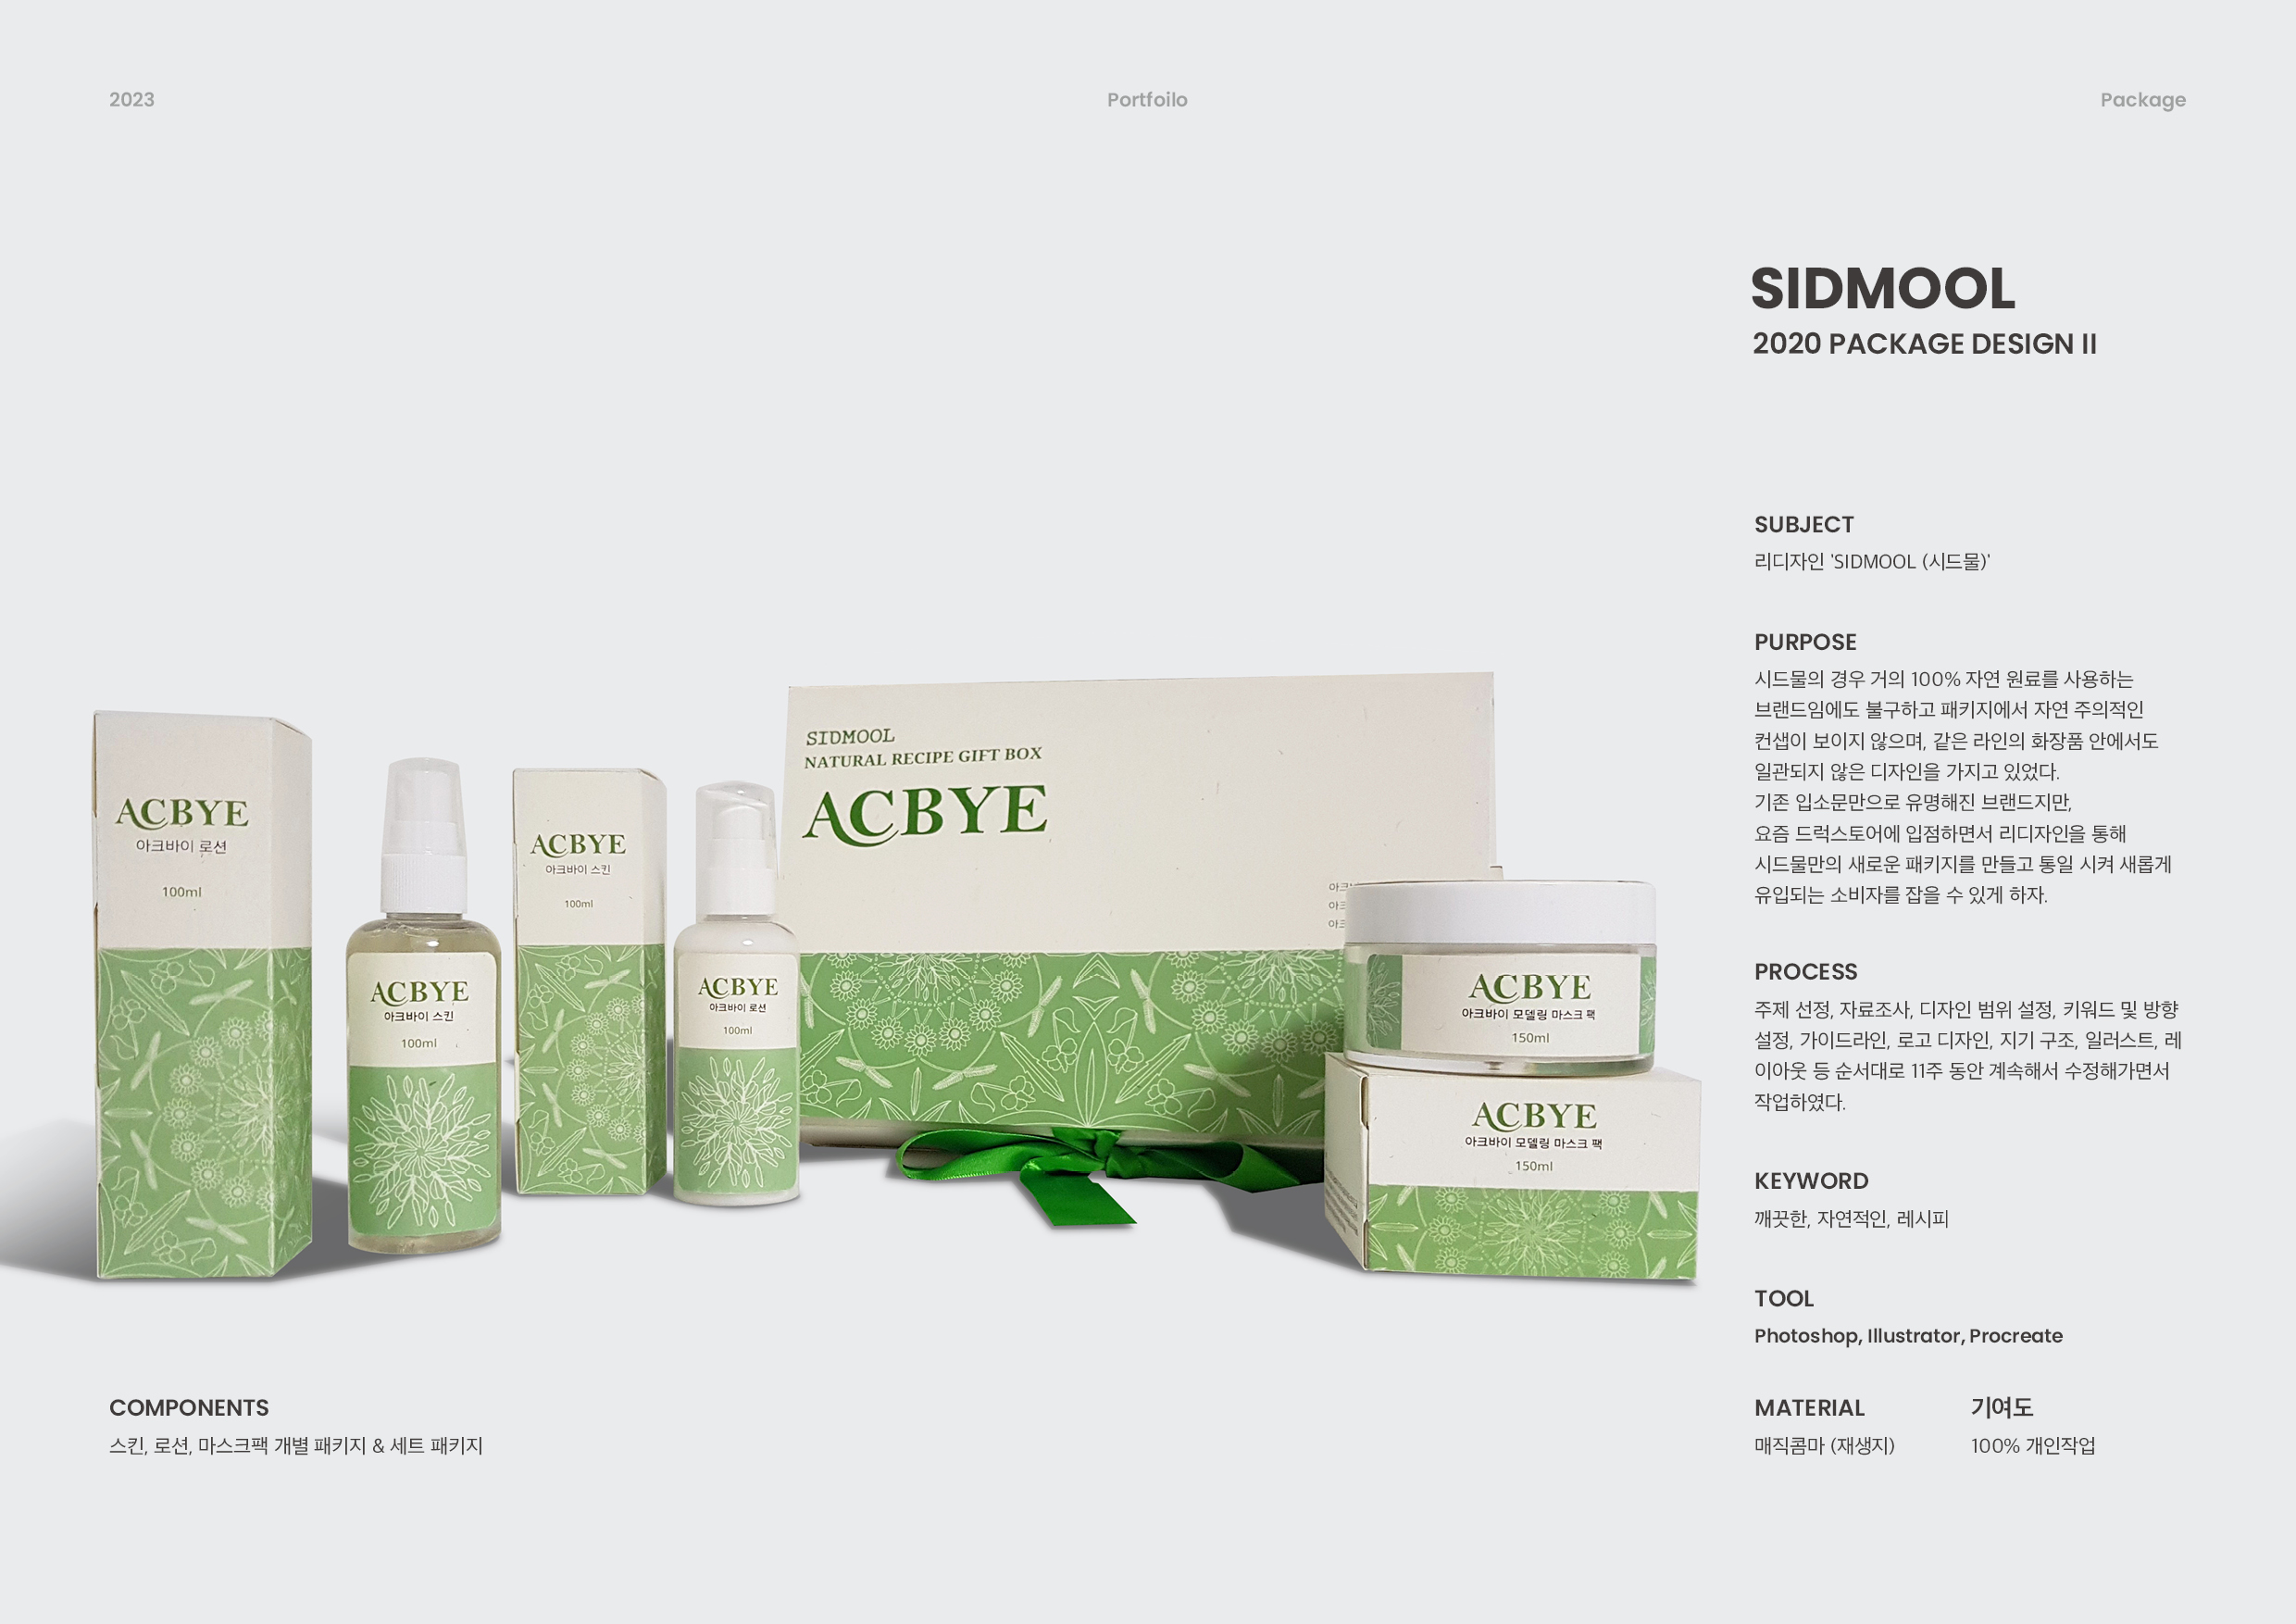 2023
Portfoilo
Package
SIDMOOL
2020 PACKAGE DESIGN II
SUBJECT
리디자인 'SIDMOOL (시드물)'
PURPOSE
시드물의 경우 거의 100% 자연 원료를 사용하는
브랜드임에도 불구하고 패키지에서 자연 주의적인
컨셉이 보이지 않으며, 같은 라인의 화장품 안에서도
일관되지 않은 디자인을 가지고 있었다.
기존 입소문만으로 유명해진 브랜드지만,
요즘 드럭스토어에 입점하면서 리디자인을 통해
시드물만의 새로운 패키지를 만들고 통일 시켜 새롭게
유입되는 소비자를 잡을 수 있게 하자.
PROCESS
주제 선정, 자료조사, 디자인 범위 설정, 키워드 및 방향
설정, 가이드라인, 로고 디자인, 지기 구조, 일러스트, 레
이아웃 등 순서대로 11주 동안 계속해서 수정해가면서
작업하였다.
KEYWORD
깨끗한, 자연적인, 레시피
TOOL
Photoshop, Illustrator, Procreate
MATERIAL
매직콤마 (재생지)
기여도
100% 개인작업
COMPONENTS
스킨, 로션, 마스크팩 개별 패키지 & 세트 패키지
ACBYE
아크바이 로션
100ml
ACBYE
아크바이 스킨
100ml
ACBYE
아크바이 스킨
100ml
ACBYE
아크바이 로션
100ml
SIDMOOL
NATURAL RECIPE GIFT BOX
ACBYE
ACBYE
아크바이 모델링 마스크 팩
150ml
ACBYE
아크바이 모델링 마스크 팩
150ml